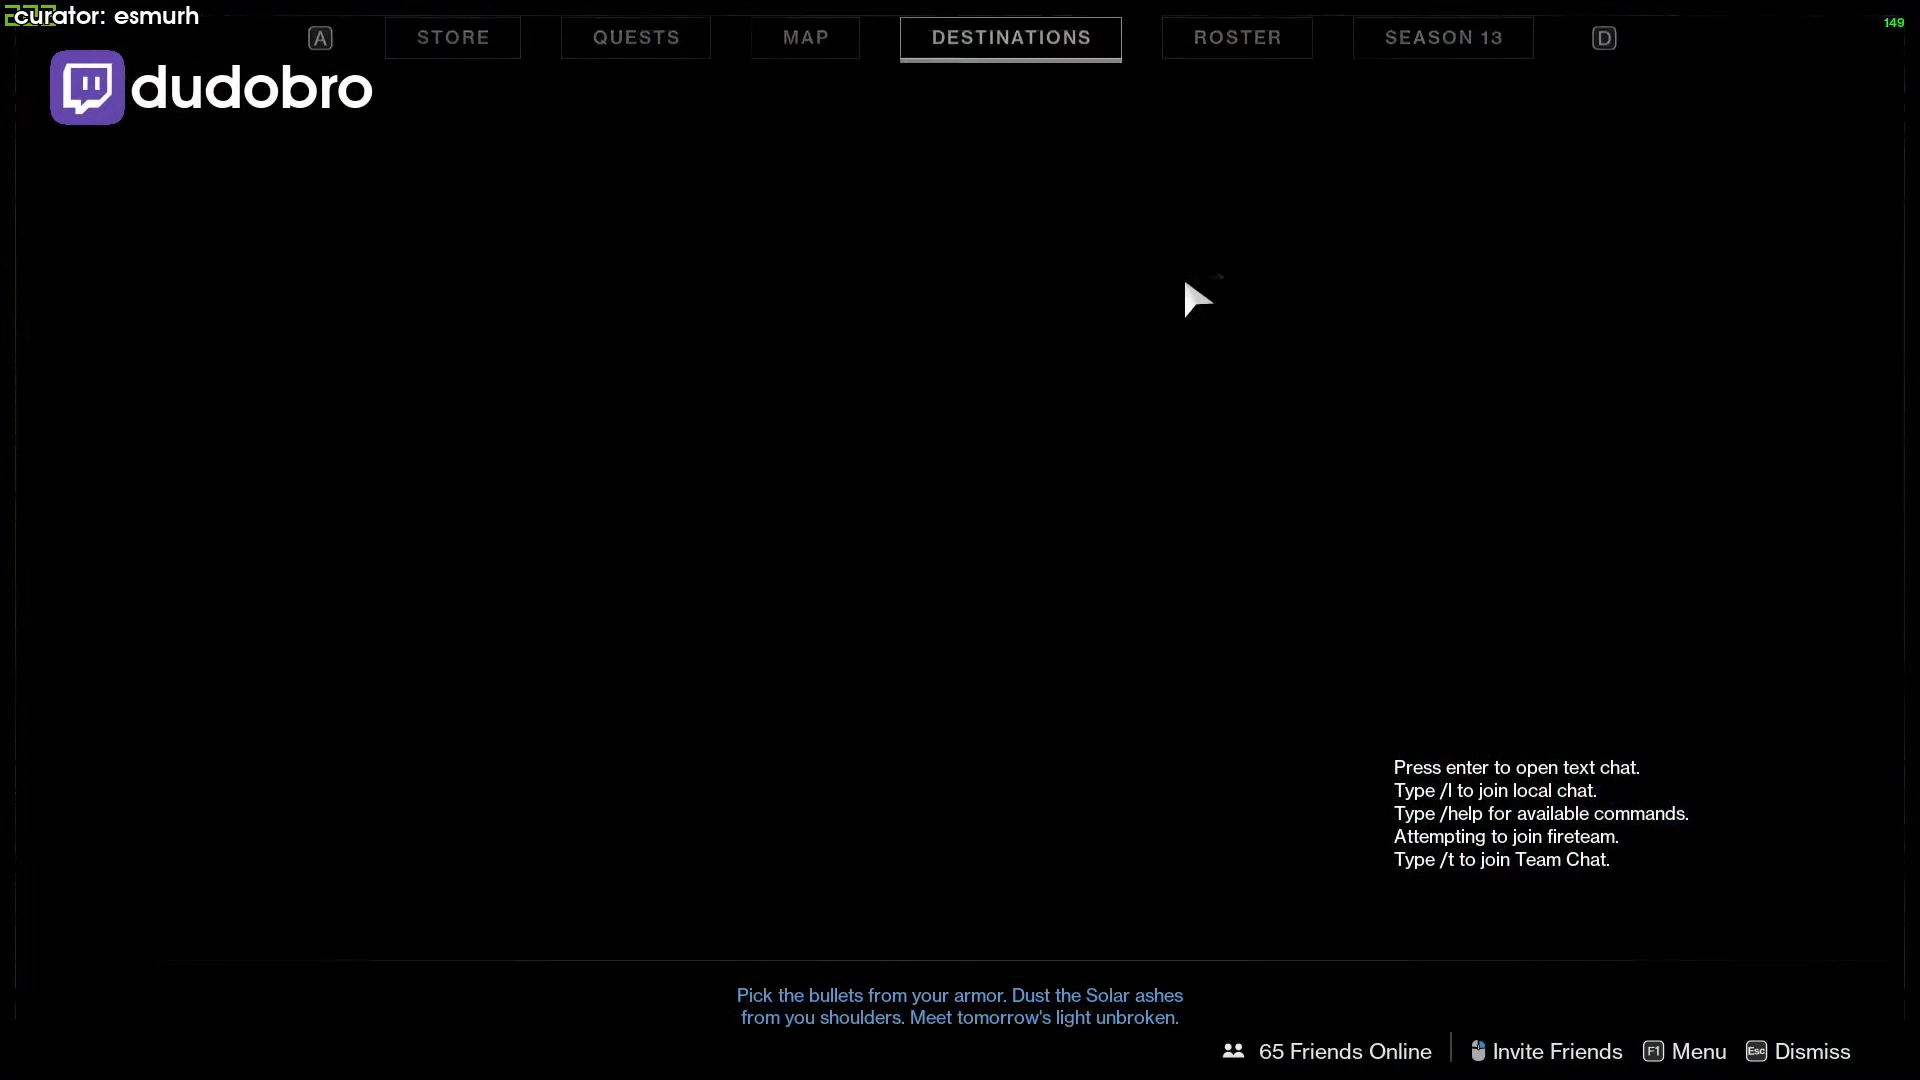 curator: esmurh
149
A
STORE
QUESTS
MAP
DESTINATIONS
ROSTER
SEASON 13
D
dudobro
Press enter to open text chat.
Type /l to join local chat.
Type /help for available commands.
Attempting to join fireteam.
Type /t to join Team Chat.
Pick the bullets from your armor. Dust the Solar ashes
from you shoulders. Meet tomorrow's light unbroken.
65 Friends Online
Invite Friends
F1 Menu
Esc Dismiss